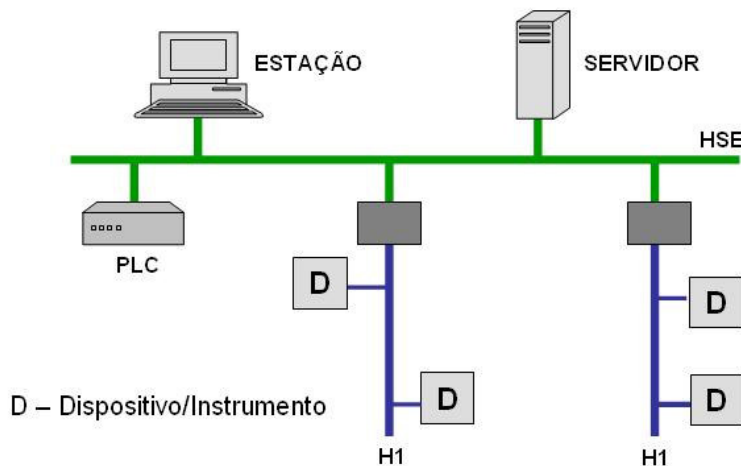 ESTAÇÃO
SERVIDOR
HSE
PLC
D
D
D
D
D – Dispositivo/Instrumento
H1
H1